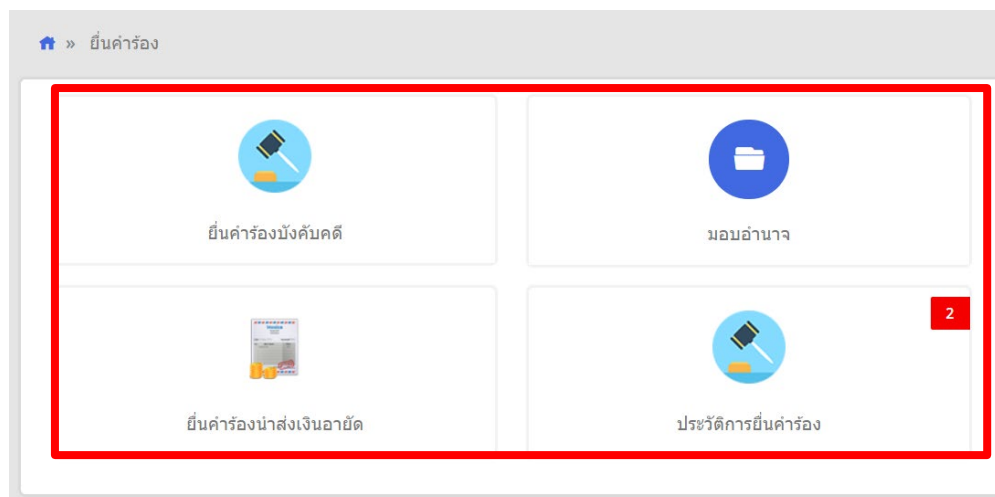 » ยื่นคำร้อง
ยื่นคำร้องบังคับคดี
มอบอำนาจ
2
ยื่นคำร้องนำส่งเงินอายัด
ประวัติการยื่นคำร้อง